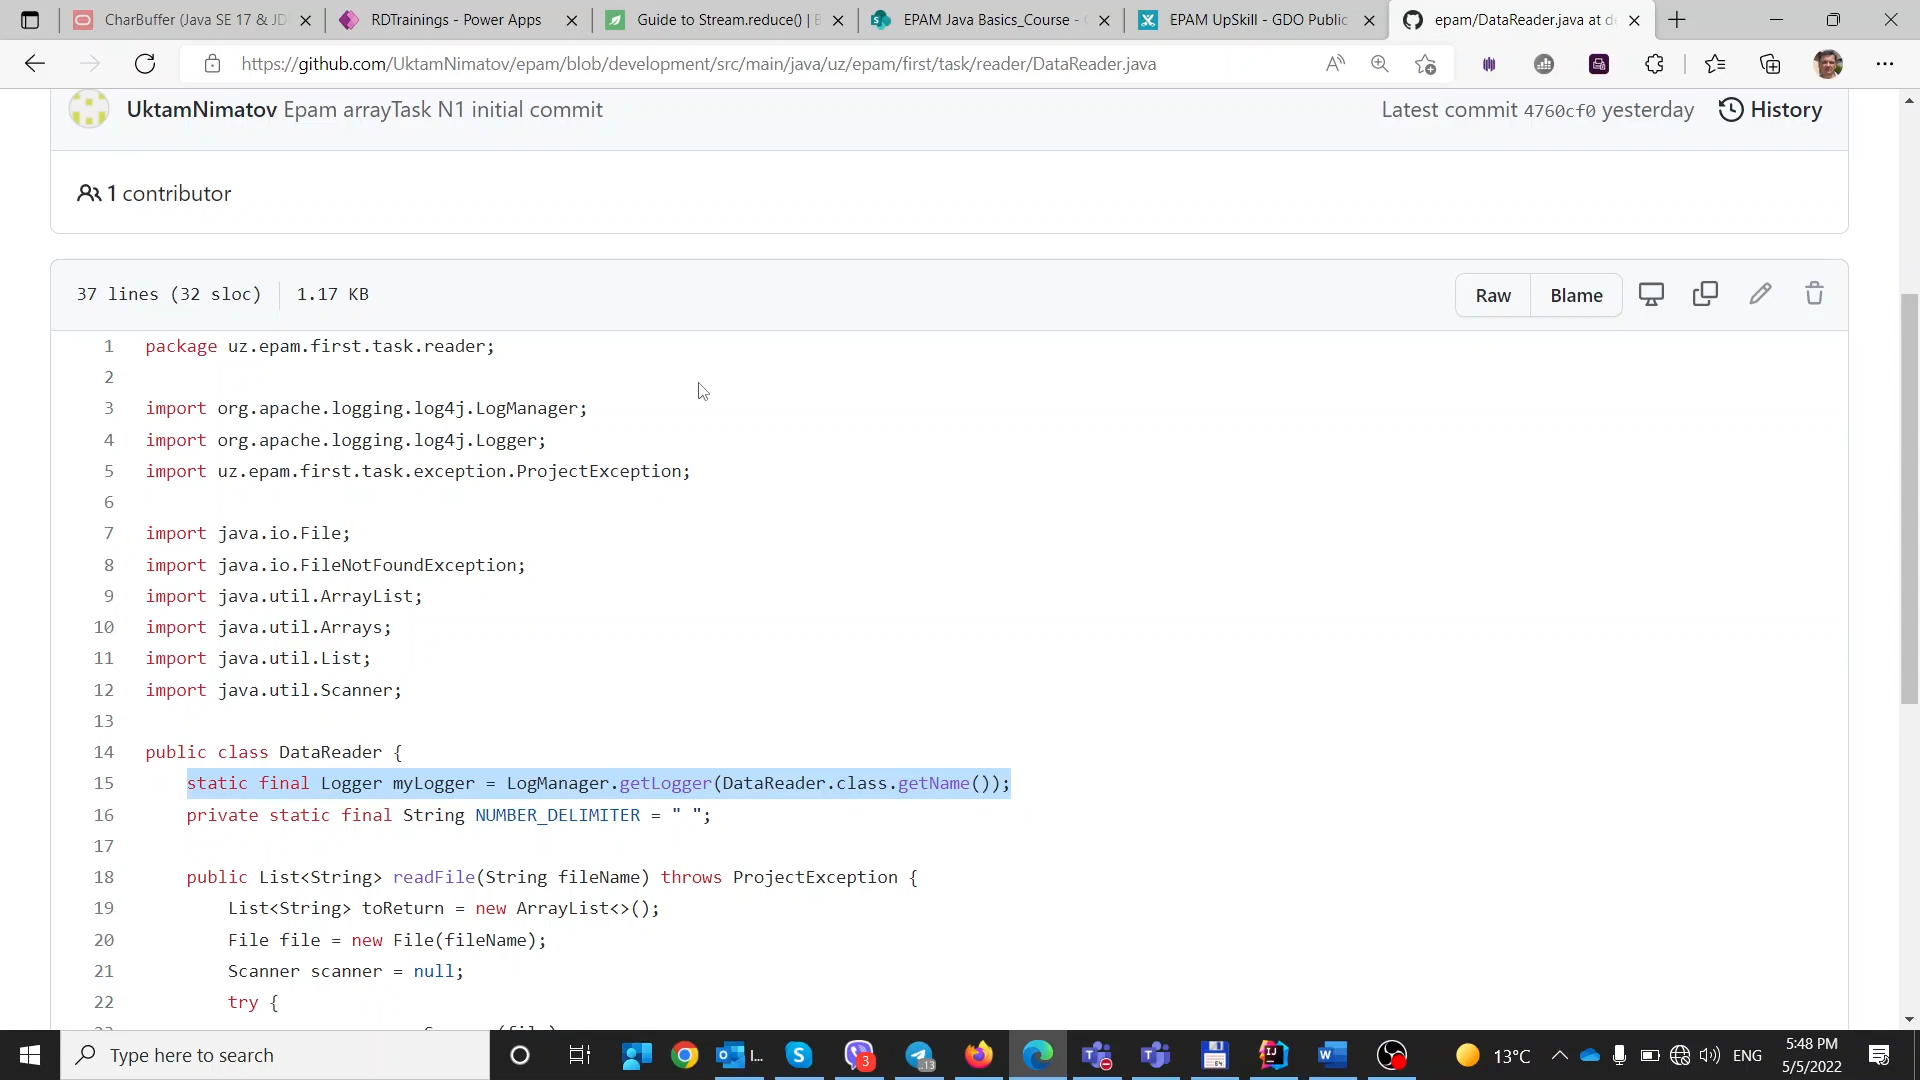 CharBuffer (Java SE 17 & JD
RDTrainings - Power Apps
Guide to Stream.reduce() | B
EPAM Java Basics_Course -
EPAM UpSkill - GDO Public
epam/DataReader.java at de
https://github.com/UktamNimatov/epam/blob/development/src/main/java/uz/epam/first/task/reader/DataReader.java
UktamNimatov Epam arrayTask N1 initial commit
Latest commit 4760cf0 yesterday
History
1 contributor
37 lines (32 sloc) 1.17 KB
Raw
Blame
1 package uz.epam.first.task.reader;
2
3 import org.apache.logging.log4j.LogManager;
4 import org.apache.logging.log4j.Logger;
5 import uz.epam.first.task.exception.ProjectException;
6
7 import java.io.File;
8 import java.io.FileNotFoundException;
9 import java.util.ArrayList;
10 import java.util.Arrays;
11 import java.util.List;
12 import java.util.Scanner;
13
14 public class DataReader {
15 static final Logger myLogger = LogManager.getLogger(DataReader.class.getName());
16 private static final String NUMBER_DELIMITER = " ";
17
18 public List<String> readFile(String fileName) throws ProjectException {
19 List<String> toReturn = new ArrayList<>();
20 File file = new File(fileName);
21 Scanner scanner = null;
22 try {
Type here to search
I...
3
13
13°C
ENG
5:48 PM
5/5/2022